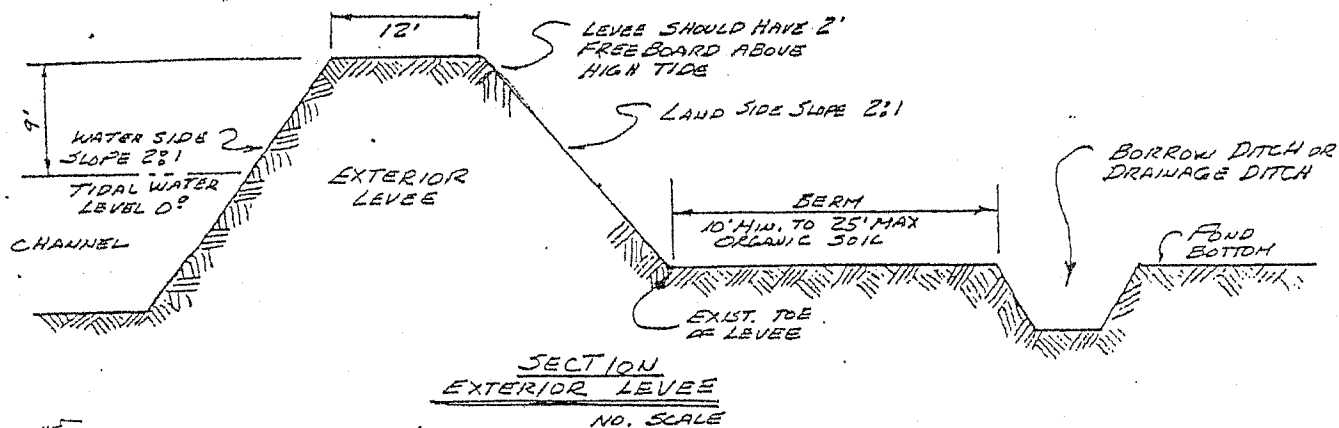 12'
LEVEE SHOULD HAVE 2'
FREEBOARD ABOVE
HIGH TIDE
9'
LAND SIDE SLOPE 2:1
WATER SIDE
SLOPE 2:1
TIDAL WATER
LEVEL 0°
EXTERIOR
LEVEE
BORROW DITCH OR
DRAINAGE DITCH
BERM
10' MIN. TO 25' MAX
ORGANIC SOIL
CHANNEL
POND
BOTTOM
EXIST. TOE
OF LEVEE
SECTION
EXTERIOR LEVEE
NO. SCALE